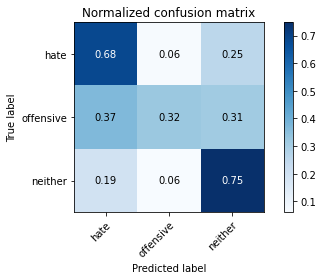 Normalized confusion matrix
hate 0.68 0.06 0.25
offensive 0.37 0.32 0.31
neither 0.19 0.06 0.75
hate offensive neither
True label
Predicted label
0.7
0.6
0.5
0.4
0.3
0.2
0.1